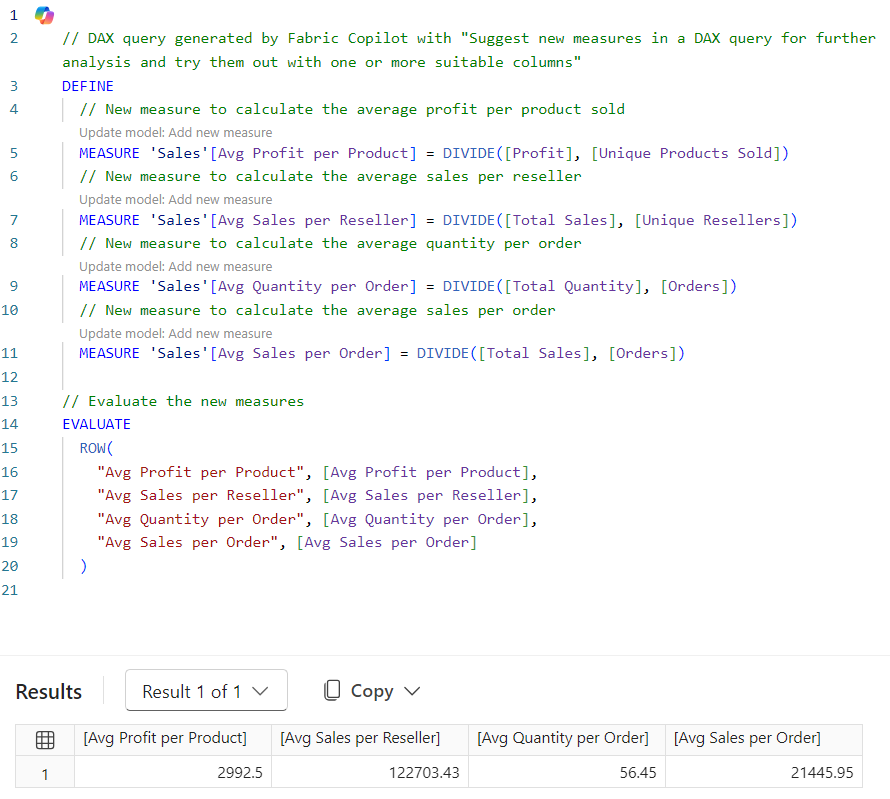 1
2 // DAX query generated by Fabric Copilot with "Suggest new measures in a DAX query for further
analysis and try them out with one or more suitable columns"
3 DEFINE
4 // New measure to calculate the average profit per product sold
Update model: Add new measure
5 MEASURE 'Sales'[Avg Profit per Product] = DIVIDE([Profit], [Unique Products Sold])
6 // New measure to calculate the average sales per reseller
Update model: Add new measure
7 MEASURE 'Sales'[Avg Sales per Reseller] = DIVIDE([Total Sales], [Unique Resellers])
8 // New measure to calculate the average quantity per order
Update model: Add new measure
9 MEASURE 'Sales'[Avg Quantity per Order] = DIVIDE([Total Quantity], [Orders])
10 // New measure to calculate the average sales per order
Update model: Add new measure
11 MEASURE 'Sales'[Avg Sales per Order] = DIVIDE([Total Sales], [Orders])
12
13 // Evaluate the new measures
14 EVALUATE
15 ROW(
16 "Avg Profit per Product", [Avg Profit per Product],
17 "Avg Sales per Reseller", [Avg Sales per Reseller],
18 "Avg Quantity per Order", [Avg Quantity per Order],
19 "Avg Sales per Order", [Avg Sales per Order]
20 )
21
Results Result 1 of 1 Copy
[Avg Profit per Product] [Avg Sales per Reseller] [Avg Quantity per Order] [Avg Sales per Order]
1 2992.5 122703.43 56.45 21445.95